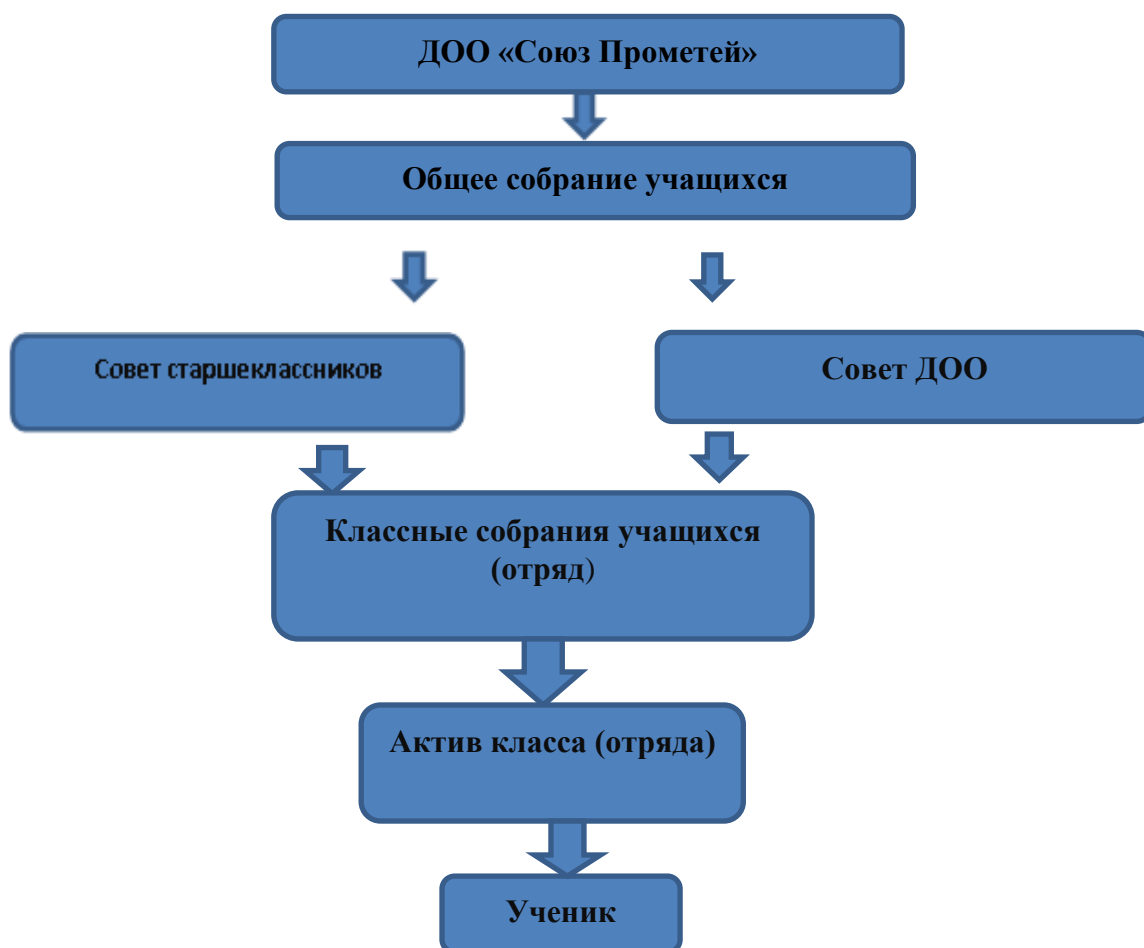 ДОО «Союз Прометей»
Общее собрание учащихся
Совет старшеклассников
Совет ДОО
Классные собрания учащихся
(отряд)
Актив класса (отряда)
Ученик